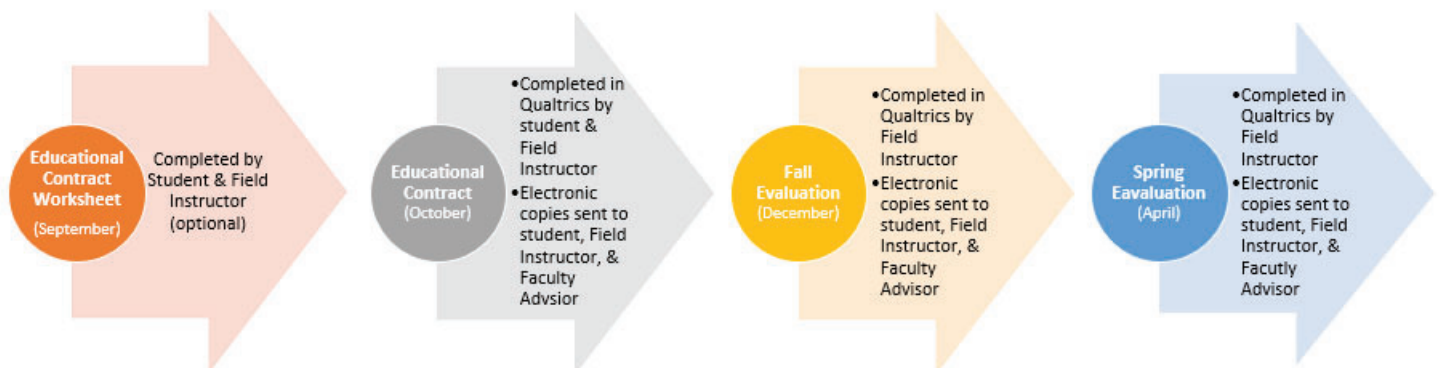 Educational
Contract
Worksheet
(September)
Completed by
Student & Field
Instructor
(optional)
Educational
Contract
(October)
•Completed in
Qualtrics by
student &
Field
Instructor
•Electronic
copies sent to
student, Field
Instructor, &
Faculty
Advsior
Fall
Evaluation
(December)
•Completed in
Qualtrics by
Field
Instructor
•Electronic
copies sent to
student, Field
Instructor, &
Faculty
Advisor
Spring
Eavaluation
(April)
•Completed in
Qualtrics by
Field
Instructor
•Electronic
copies sent to
student, Field
Instructor,
& Facutly
Advisor